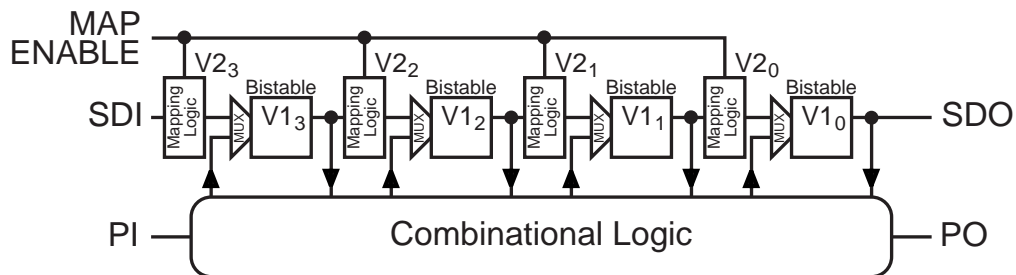 MAP
ENABLE
V2₃ V2₂ V2₁ V2₀
Bistable Bistable Bistable Bistable
SDI Mapping Logic MUX V1₃ Mapping Logic MUX V1₂ Mapping Logic MUX V1₁ Mapping Logic MUX V1₀ SDO
PI Combinational Logic PO